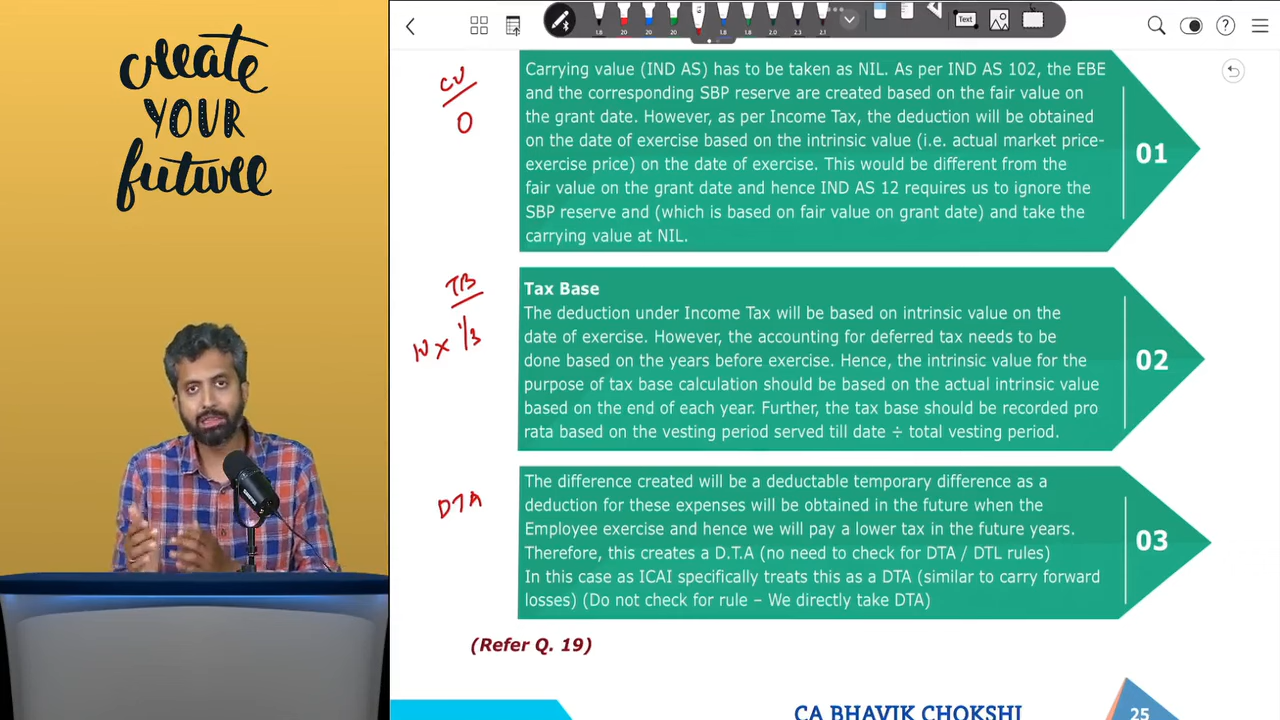 create
YOUR
future
Text
CV
0
Carrying value (IND AS) has to be taken as NIL. As per IND AS 102, the EBE
and the corresponding SBP reserve are created based on the fair value on
the grant date. However, as per Income Tax, the deduction will be obtained
on the date of exercise based on the intrinsic value (i.e. actual market price-
exercise price) on the date of exercise. This would be different from the
fair value on the grant date and hence IND AS 12 requires us to ignore the
SBP reserve and (which is based on fair value on grant date) and take the
carrying value at NIL.
01
TB
IV x 1/3
Tax Base
The deduction under Income Tax will be based on intrinsic value on the
date of exercise. However, the accounting for deferred tax needs to be
done based on the years before exercise. Hence, the intrinsic value for the
purpose of tax base calculation should be based on the actual intrinsic value
based on the end of each year. Further, the tax base should be recorded pro
rata based on the vesting period served till date ÷ total vesting period.
02
DTA
The difference created will be a deductable temporary difference as a
deduction for these expenses will be obtained in the future when the
Employee exercise and hence we will pay a lower tax in the future years.
Therefore, this creates a D.T.A (no need to check for DTA / DTL rules)
In this case as ICAI specifically treats this as a DTA (similar to carry forward
losses) (Do not check for rule – We directly take DTA)
03
(Refer Q. 19)
CA BHAVIK CHOKSHI
25